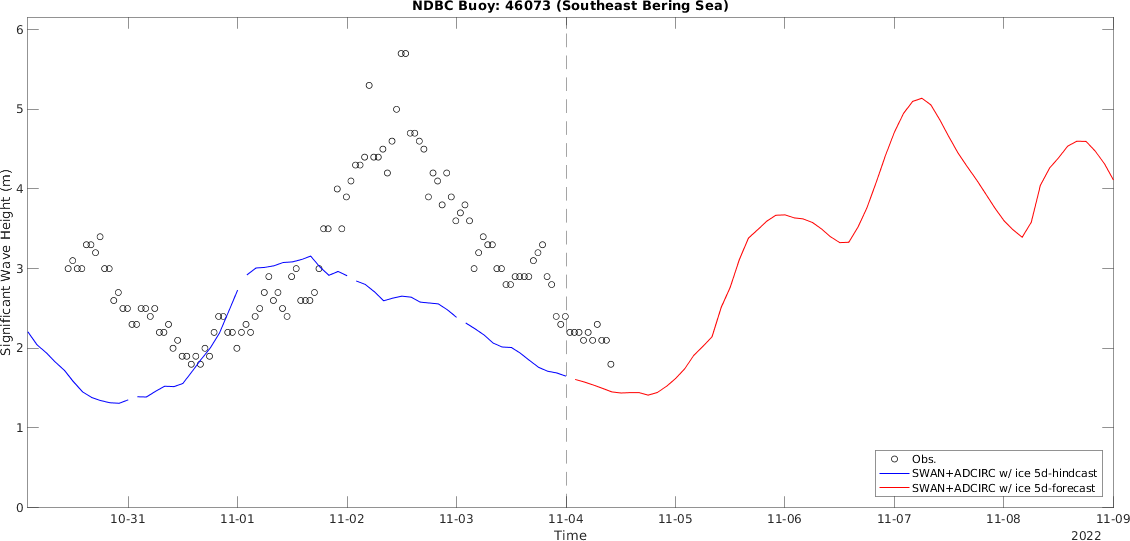 NDBC Buoy: 46073 (Southeast Bering Sea)
6
5
4
3
2
1
0
Significant Wave Height (m)
Obs.
SWAN+ADCIRC w/ ice 5d-hindcast
SWAN+ADCIRC w/ ice 5d-forecast
10-31 11-01 11-02 11-03 11-04 11-05 11-06 11-07 11-08 11-09
Time
2022